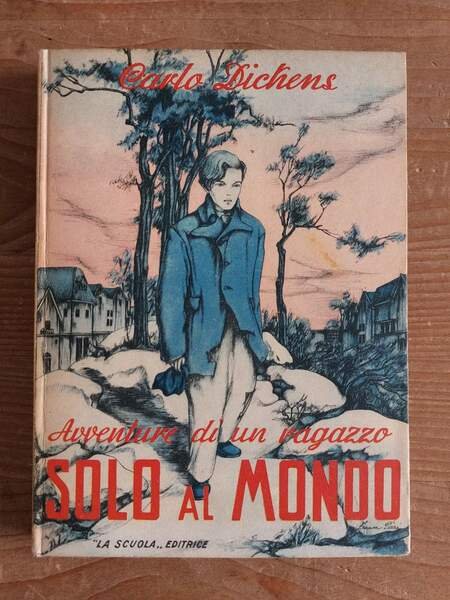 Carlo Dickens
Avventure di un ragazzo
SOLO AL MONDO
"LA SCUOLA„ EDITRICE